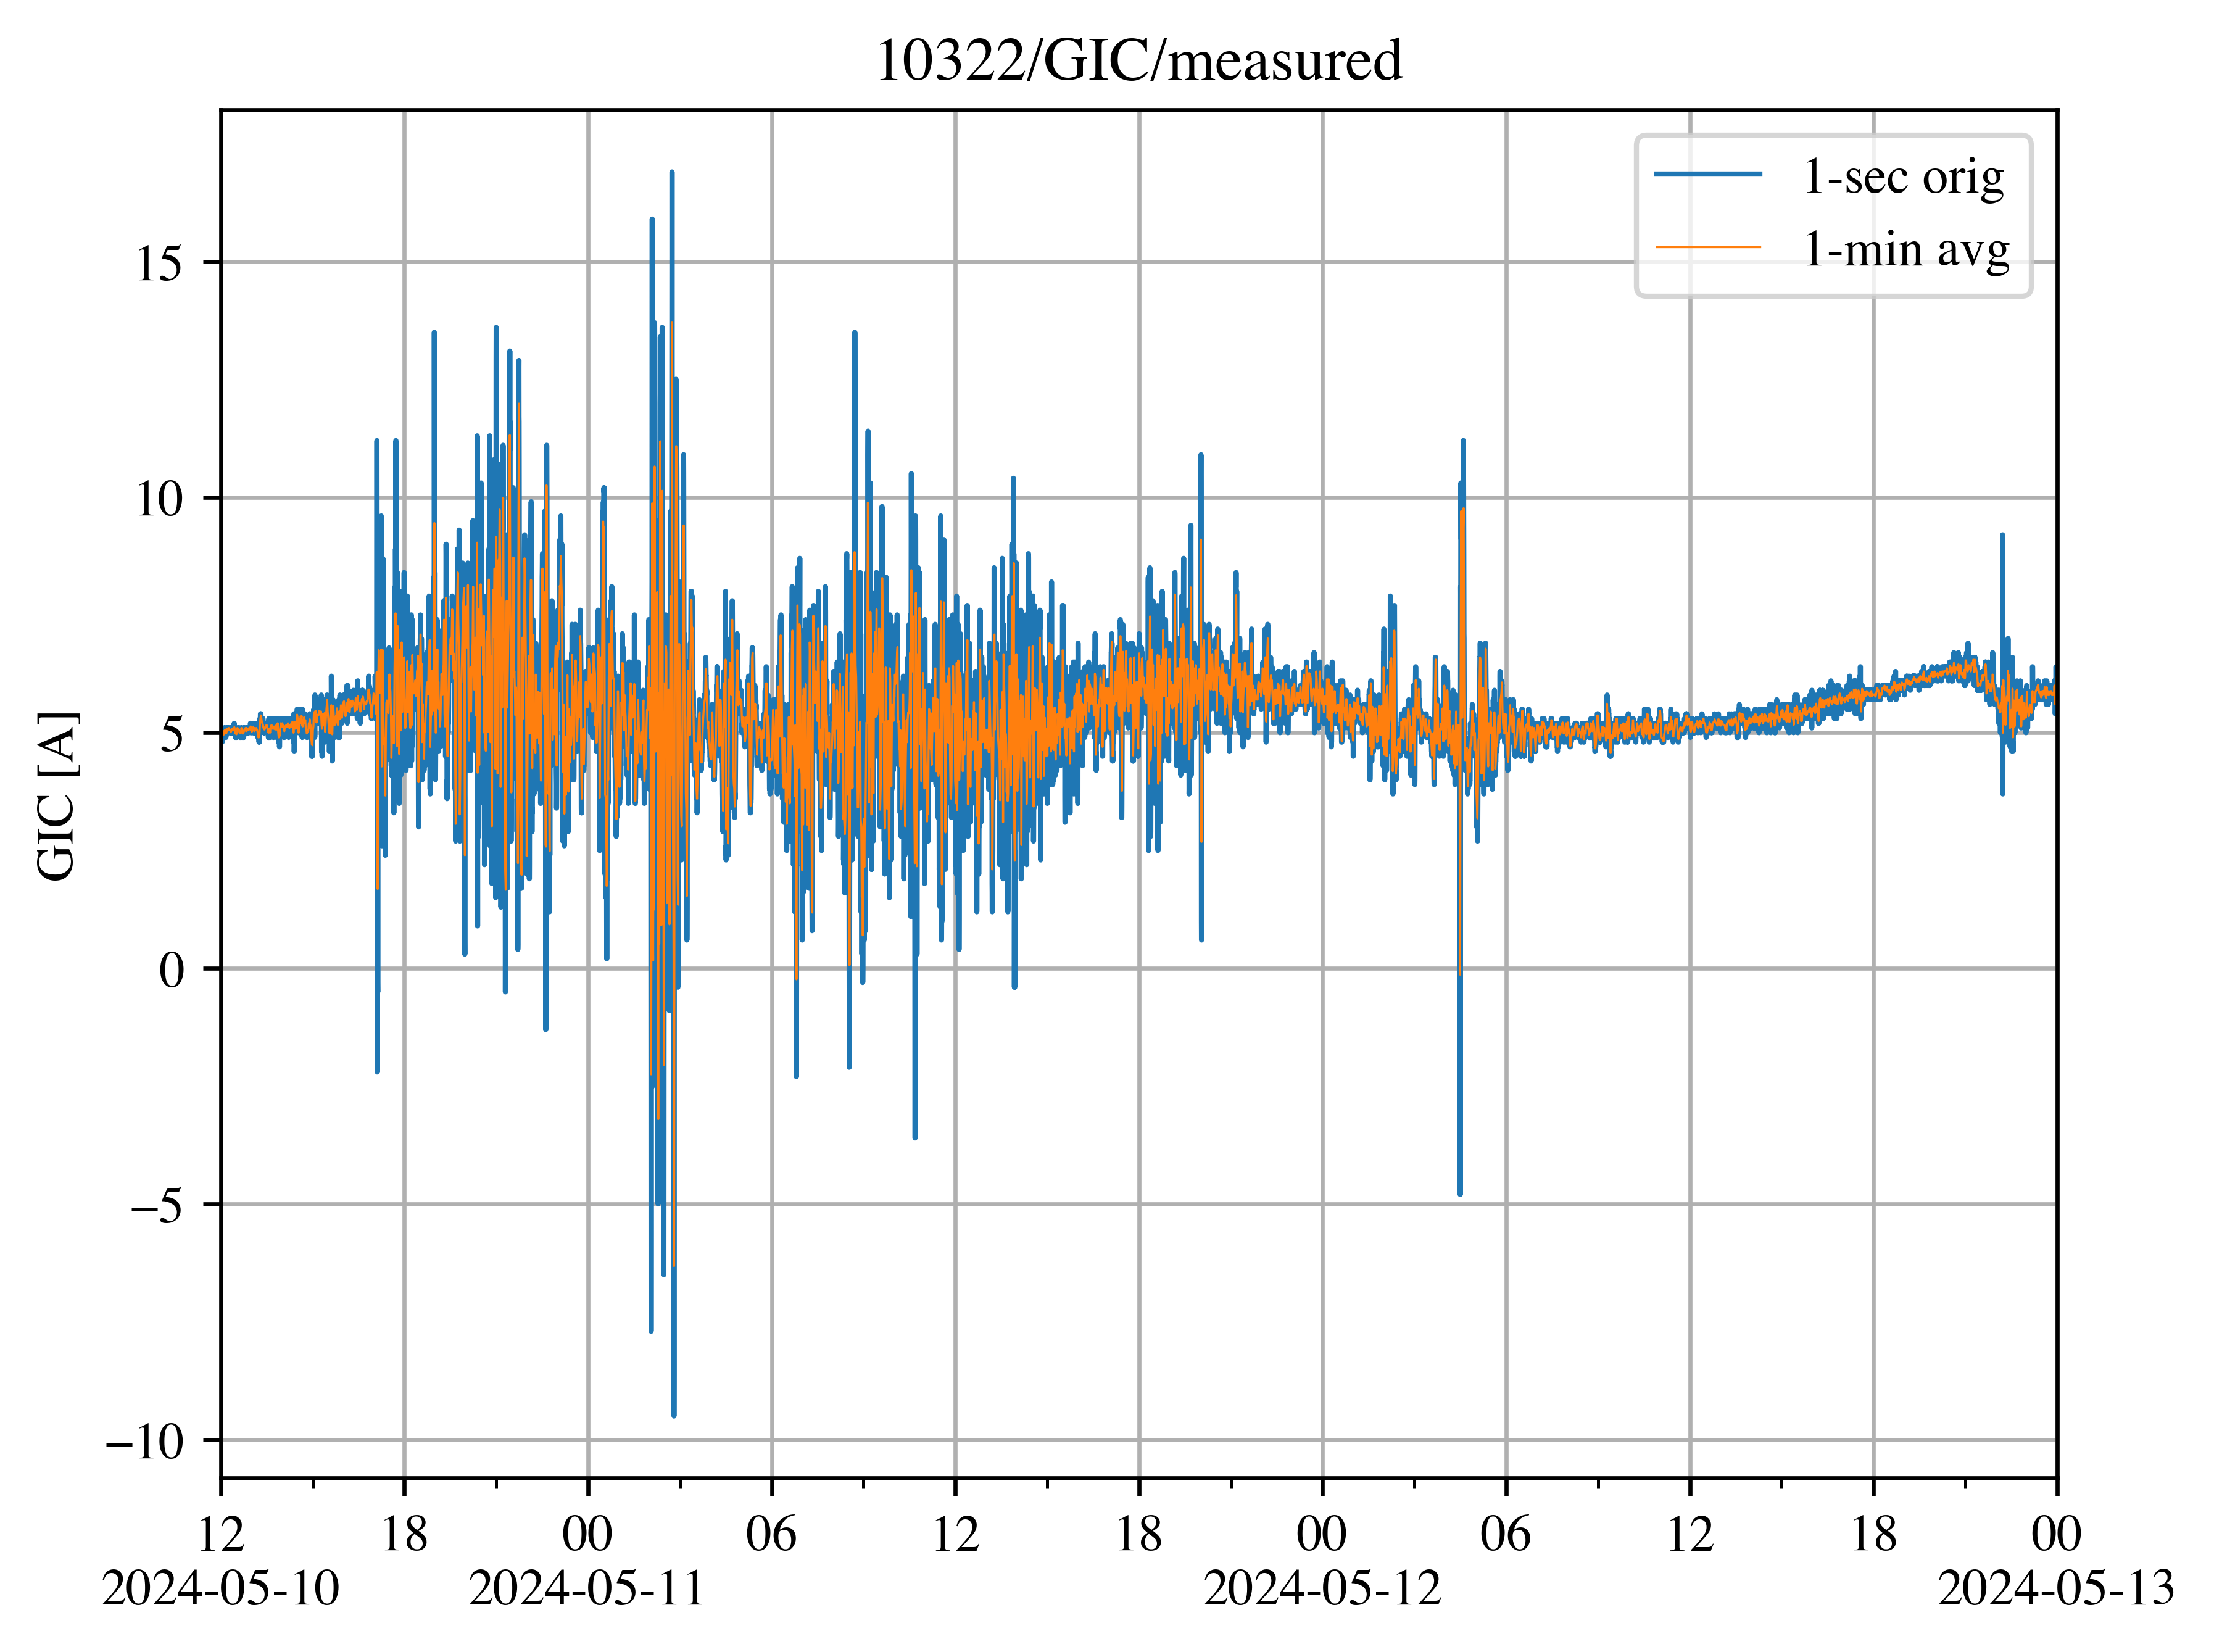 10322/GIC/measured
1-sec orig
1-min avg
GIC [A]
15
10
5
0
−5
−10
12 18 00 06 12 18 00 06 12 18 00
2024-05-10 2024-05-11 2024-05-12 2024-05-13